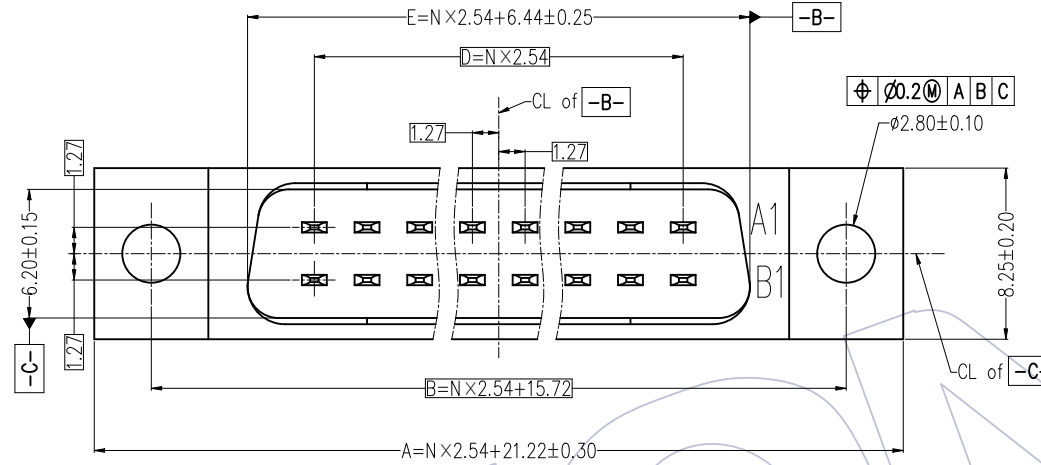 E=N×2.54+6.44±0.25
-B-
D=N×2.54
CL of -B-
⌖ Ø0.2Ⓜ A B C
ø2.80±0.10
1.27
1.27
1.27
A1
6.20±0.15
8.25±0.20
B1
1.27
-C-
CL of -C-
B=N×2.54+15.72
A=N×2.54+21.22±0.30